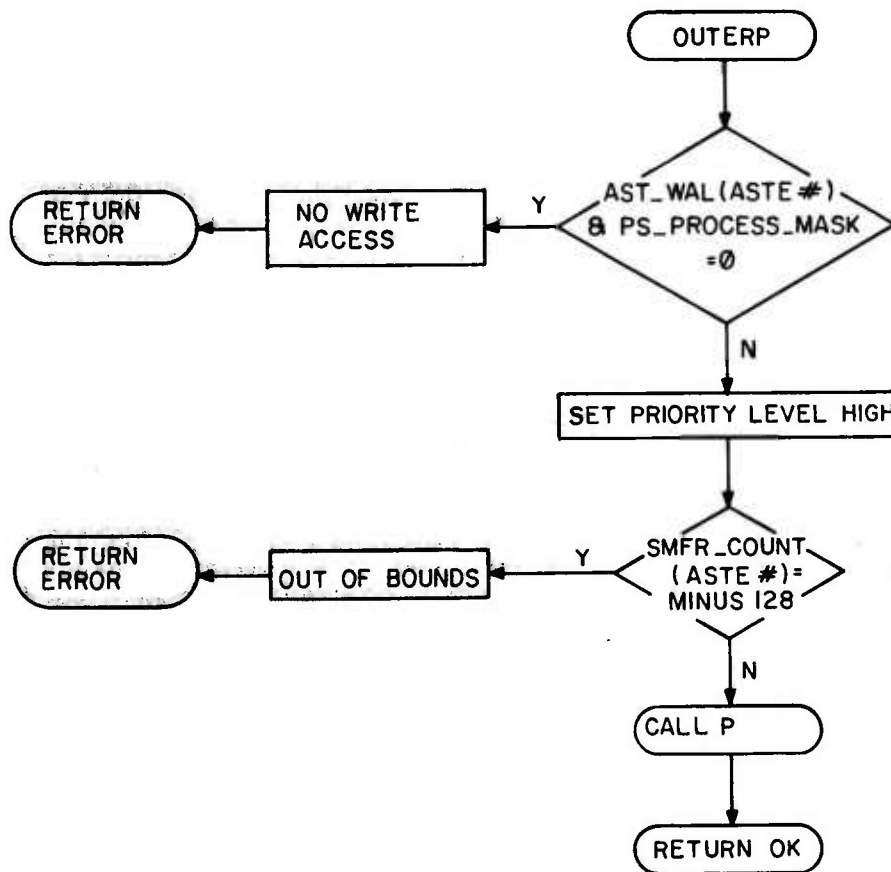 OUTERP
AST_WAL(ASTE #)
& PS_PROCESS_MASK
=0
Y
NO WRITE
ACCESS
RETURN
ERROR
N
SET PRIORITY LEVEL HIGH
SMFR_COUNT
(ASTE #)=
MINUS 128
Y
OUT OF BOUNDS
RETURN
ERROR
N
CALL P
RETURN OK